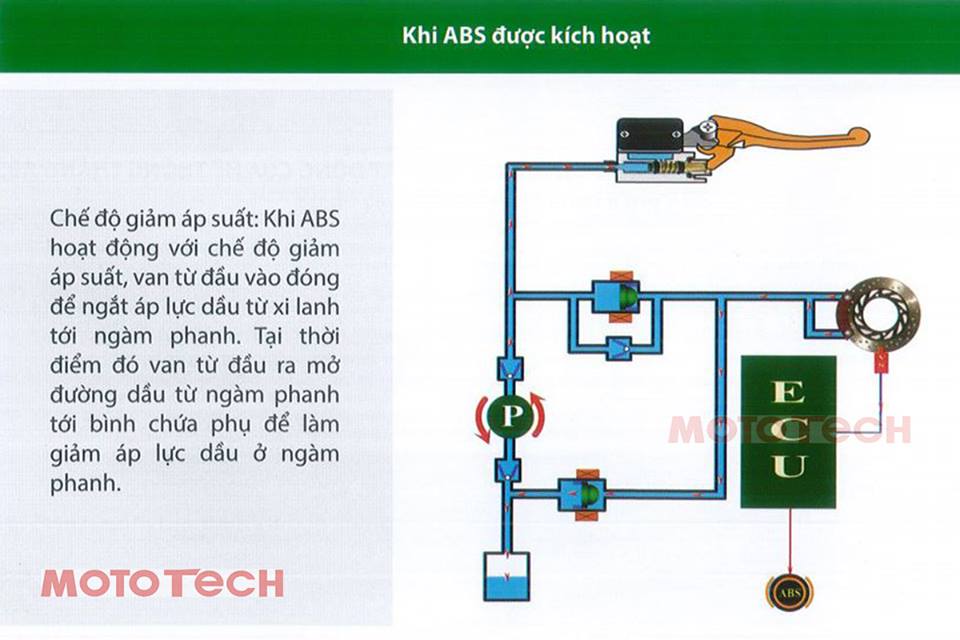 Khi ABS được kích hoạt
Chế độ giảm áp suất: Khi ABS
hoạt động với chế độ giảm
áp suất, van từ đầu vào đóng
để ngắt áp lực dầu từ xi lanh
tới ngàm phanh. Tại thời
điểm đó van từ đầu ra mở
đường dầu từ ngàm phanh
tới bình chứa phụ để làm
giảm áp lực dầu ở ngàm
phanh.
P
E
C
U
MOTOTECH
ABS
MOTOTECH